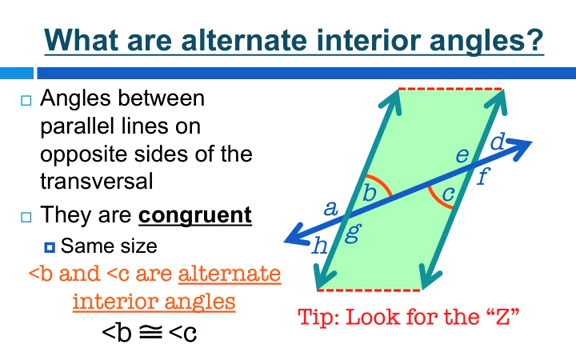 What are alternate interior angles?
Angles between
parallel lines on
opposite sides of the
transversal
They are congruent
Same size
<b and <c are alternate
interior angles
<b ≅ <c
d
e
f
b
c
a
g
h
Tip: Look for the “Z”